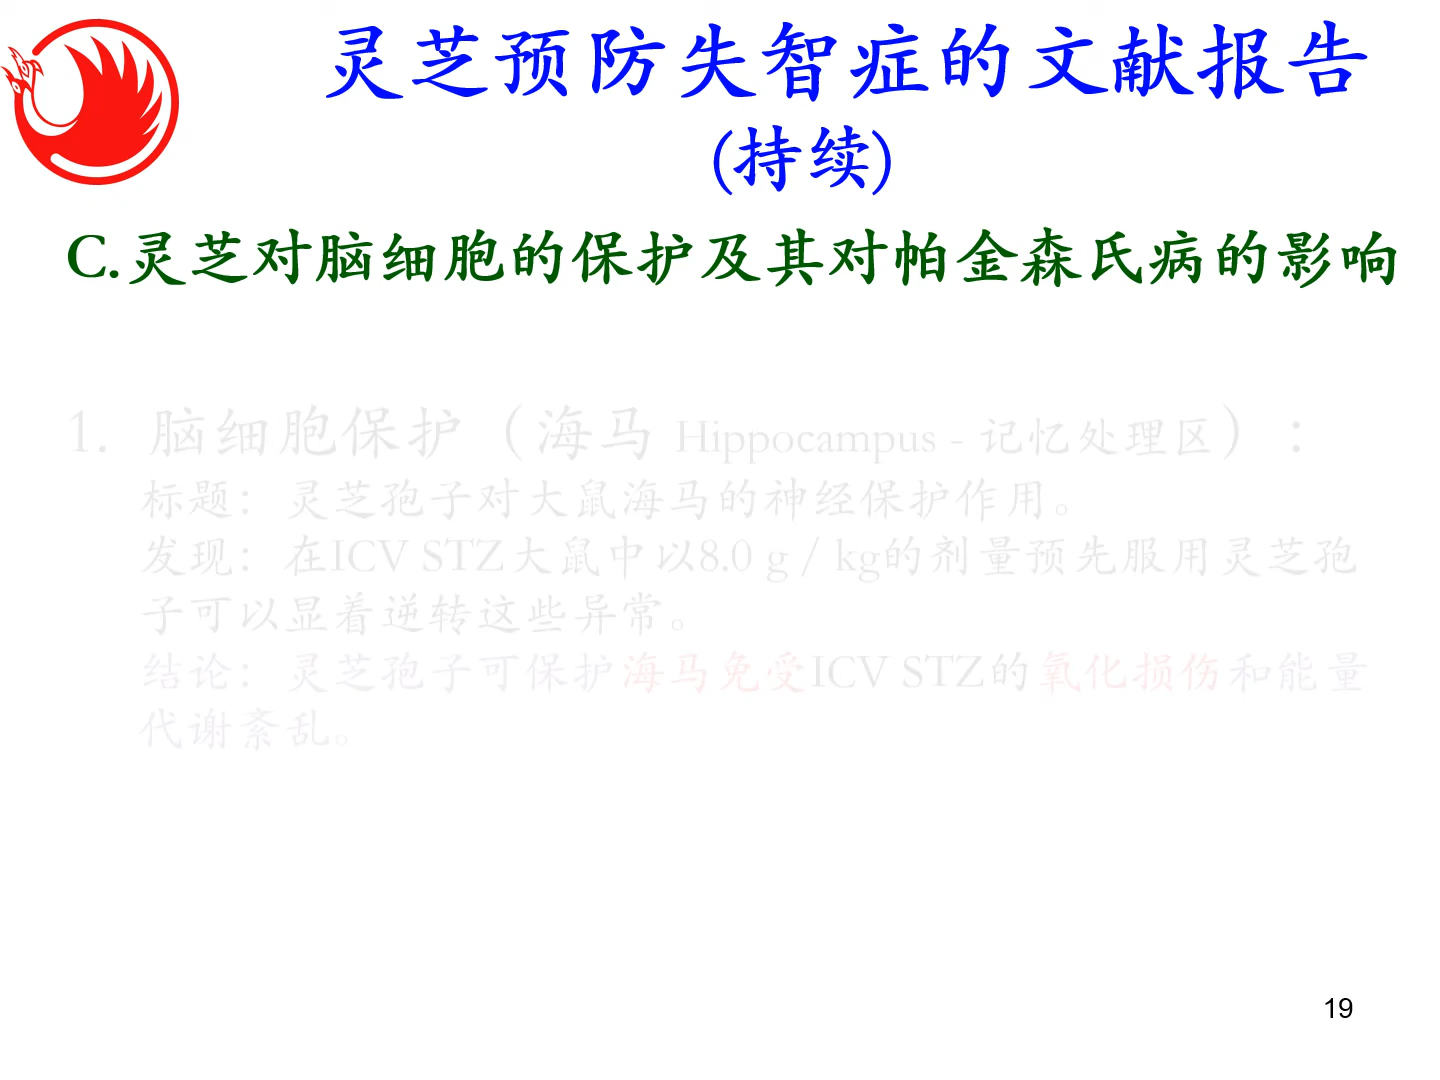 灵芝预防失智症的文献报告
(持续)
C.灵芝对脑细胞的保护及其对帕金森氏病的影响
1. 脑细胞保护（海马 Hippocampus - 记忆处理区）：
标题：灵芝孢子对大鼠海马的神经保护作用。
发现：在ICV STZ大鼠中以8.0 g / kg的剂量预先服用灵芝孢
子可以显着逆转这些异常。
结论：灵芝孢子可保护海马免受ICV STZ的氧化损伤和能量
代谢紊乱。
19